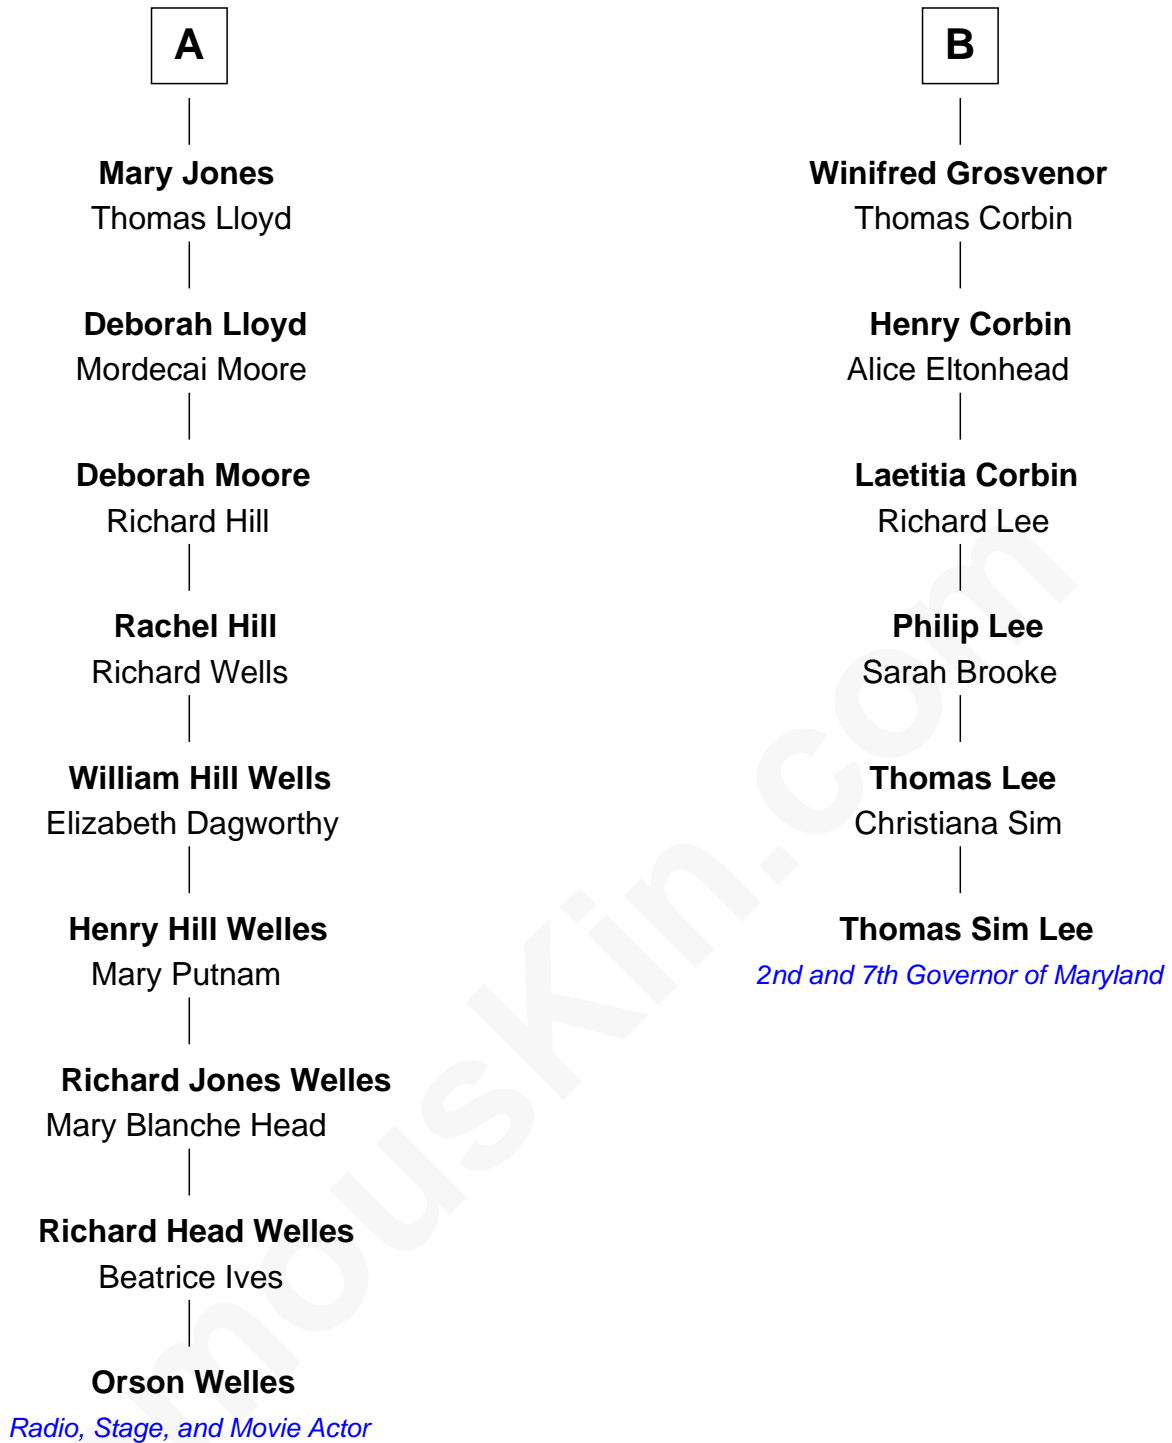 A
Mary Jones
Thomas Lloyd
Deborah Lloyd
Mordecai Moore
Deborah Moore
Richard Hill
Rachel Hill
Richard Wells
William Hill Wells
Elizabeth Dagworthy
Henry Hill Welles
Mary Putnam
Richard Jones Welles
Mary Blanche Head
Richard Head Welles
Beatrice Ives
Orson Welles
Radio, Stage, and Movie Actor
B
Winifred Grosvenor
Thomas Corbin
Henry Corbin
Alice Eltonhead
Laetitia Corbin
Richard Lee
Philip Lee
Sarah Brooke
Thomas Lee
Christiana Sim
Thomas Sim Lee
2nd and 7th Governor of Maryland
mouskin.com